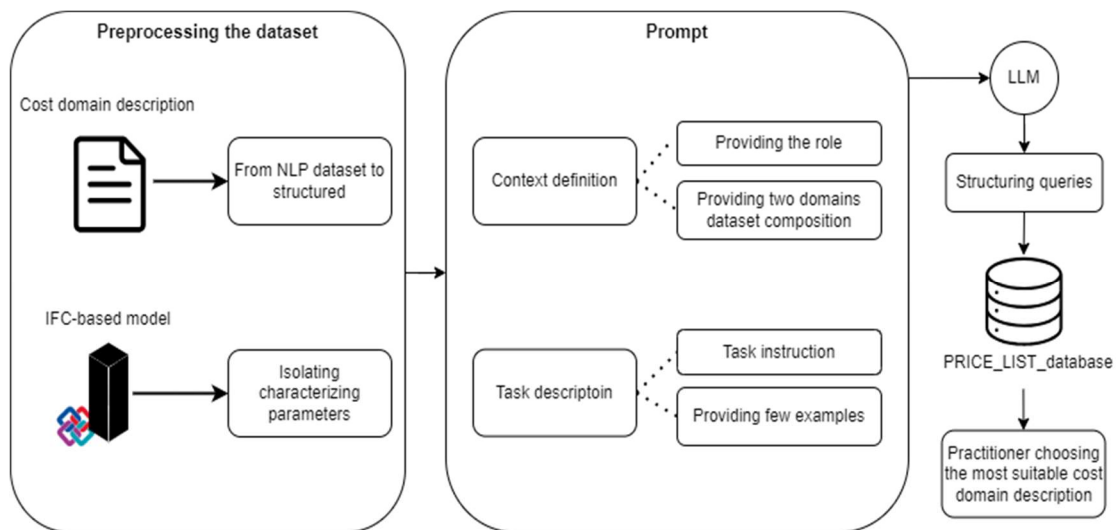 Preprocessing the dataset
Cost domain description
From NLP dataset to
structured
IFC-based model
Isolating
characterizing
parameters
Prompt
Context definition
Providing the role
Providing two domains
dataset composition
Task descriptoin
Task instruction
Providing few examples
LLM
Structuring queries
PRICE_LIST_database
Practitioner choosing
the most suitable cost
domain description